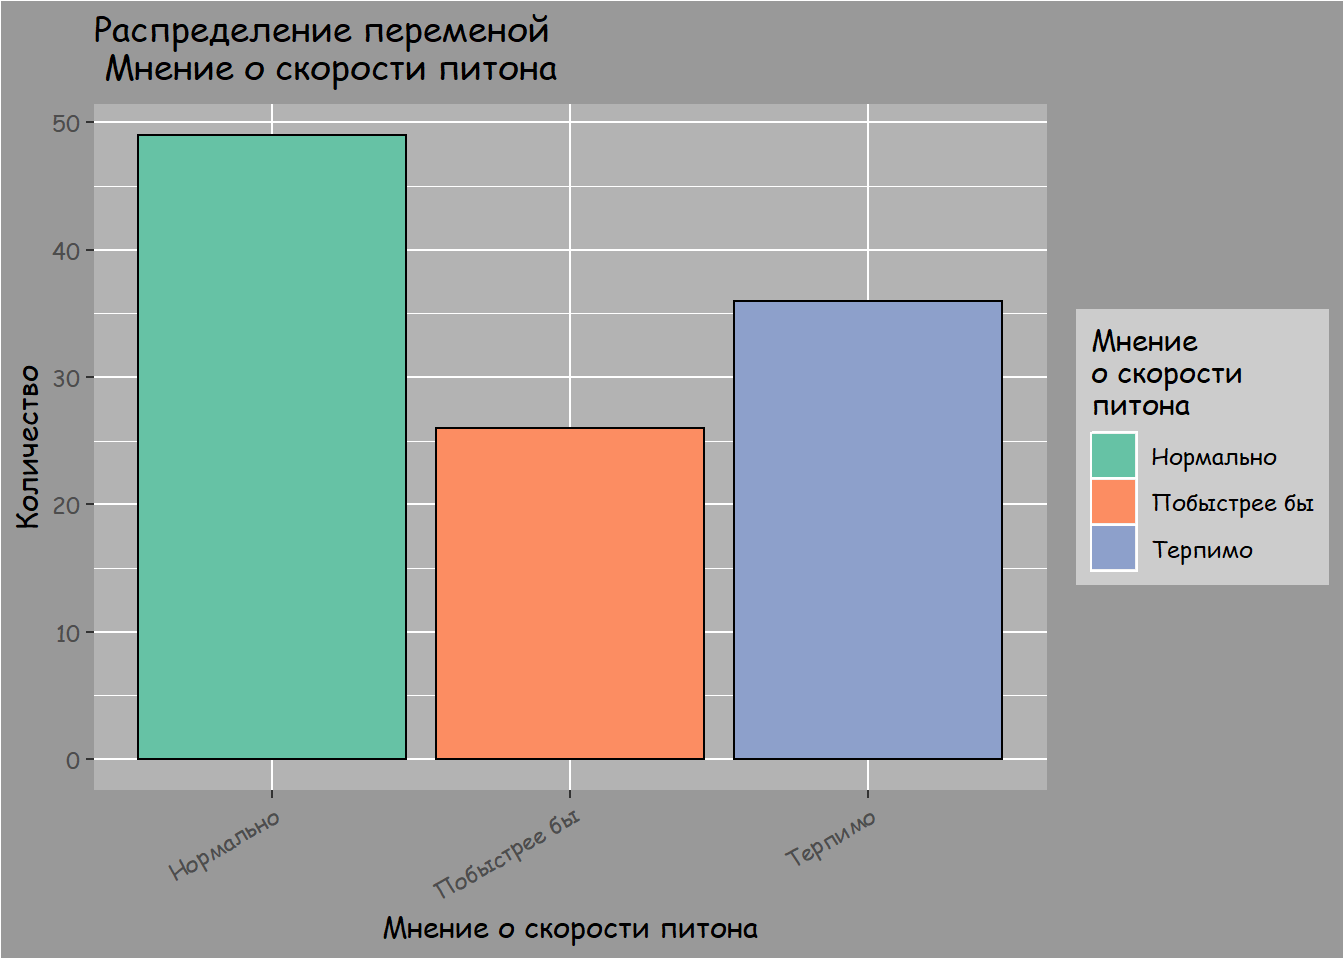 Распределение переменой
Мнение о скорости питона
Количество
50
40
30
20
10
0
Нормально
Побыстрее бы
Терпимо
Мнение о скорости питона
Мнение
о скорости
питона
Нормально
Побыстрее бы
Терпимо